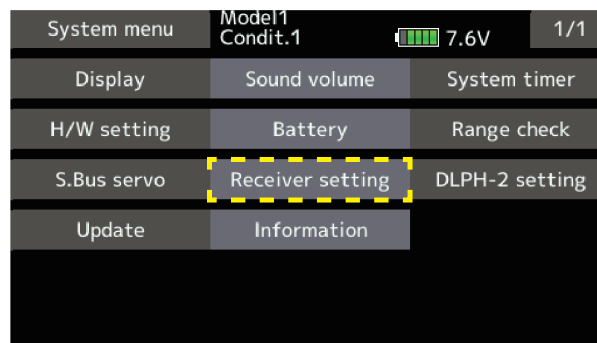 System menu
Model1
Condit.1
7.6V
1/1
Display
Sound volume
System timer
H/W setting
Battery
Range check
S.Bus servo
Receiver setting
DLPH-2 setting
Update
Information